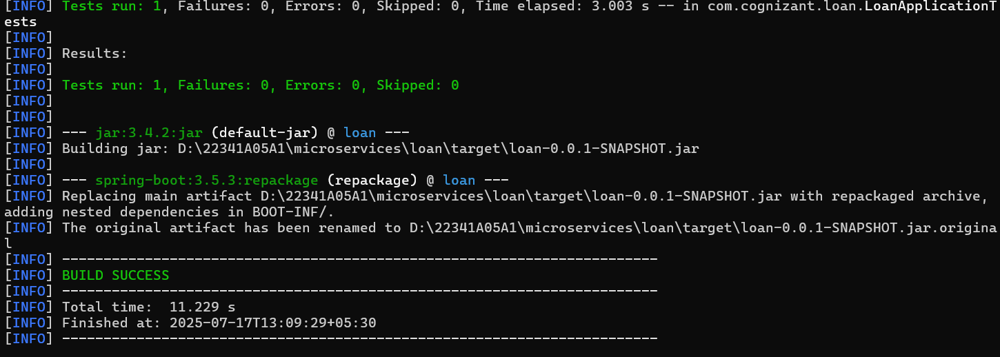 [INFO] Tests run: 1, Failures: 0, Errors: 0, Skipped: 0, Time elapsed: 3.003 s -- in com.cognizant.loan.LoanApplicationT
ests
[INFO]
[INFO] Results:
[INFO]
[INFO] Tests run: 1, Failures: 0, Errors: 0, Skipped: 0
[INFO]
[INFO]
[INFO] --- jar:3.4.2:jar (default-jar) @ loan ---
[INFO] Building jar: D:\22341A05A1\microservices\loan\target\loan-0.0.1-SNAPSHOT.jar
[INFO]
[INFO] --- spring-boot:3.5.3:repackage (repackage) @ loan ---
[INFO] Replacing main artifact D:\22341A05A1\microservices\loan\target\loan-0.0.1-SNAPSHOT.jar with repackaged archive,
adding nested dependencies in BOOT-INF/.
[INFO] The original artifact has been renamed to D:\22341A05A1\microservices\loan\target\loan-0.0.1-SNAPSHOT.jar.origina
l
[INFO] ------------------------------------------------------------------------
[INFO] BUILD SUCCESS
[INFO] ------------------------------------------------------------------------
[INFO] Total time:  11.229 s
[INFO] Finished at: 2025-07-17T13:09:29+05:30
[INFO] ------------------------------------------------------------------------